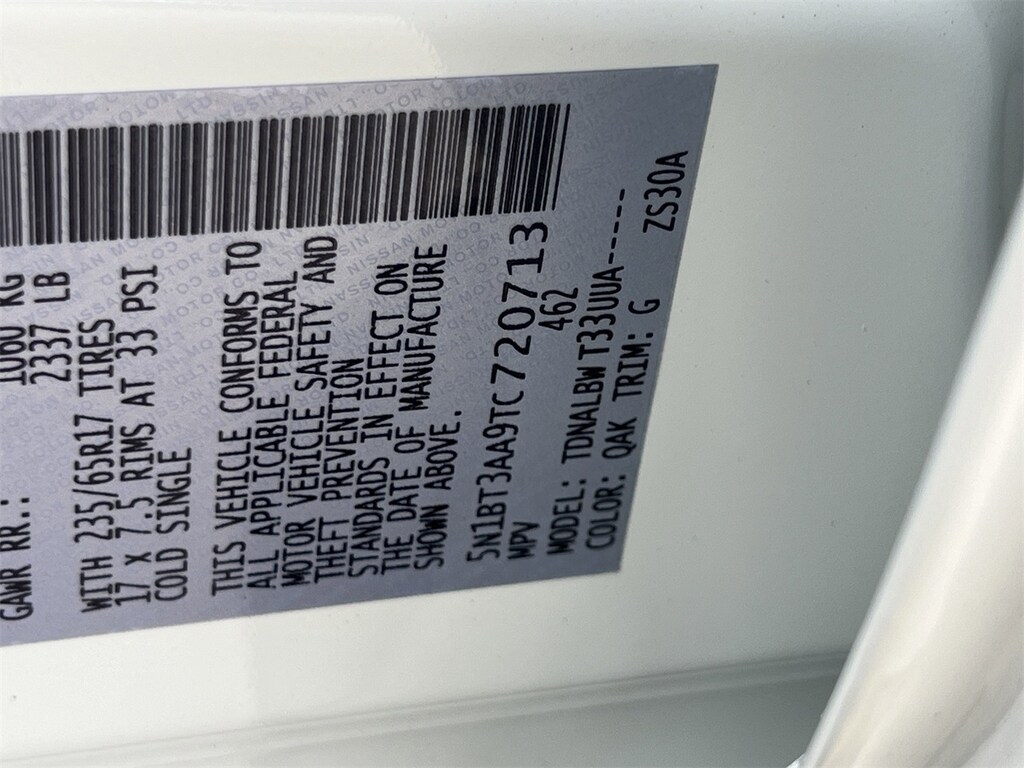 GAWR RR.: 1060 KG
2337 LB
WITH 235/65R17 TIRES
17 X 7.5 RIMS AT 33 PSI
COLD SINGLE
THIS VEHICLE CONFORMS TO
ALL APPLICABLE FEDERAL
MOTOR VEHICLE SAFETY AND
THEFT PREVENTION
STANDARDS IN EFFECT ON
THE DATE OF MANUFACTURE
SHOWN ABOVE.
5N1BT3AA9TC720713
MPV 462
MODEL: TDNALBW T33UUA-----
COLOR: QAK TRIM: G ZS30A